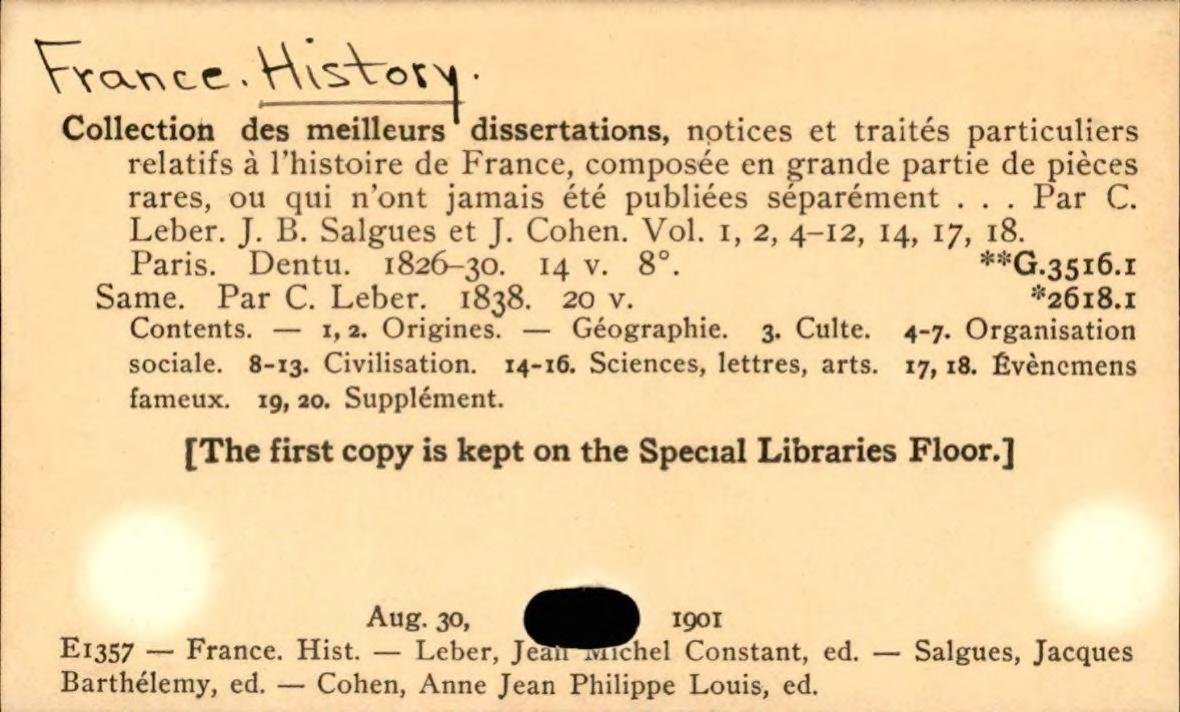 France. History.
Collection des meilleurs dissertations, notices et traités particuliers
relatifs à l'histoire de France, composée en grande partie de pièces
rares, ou qui n'ont jamais été publiées séparément . . . Par C.
Leber. J. B. Salgues et J. Cohen. Vol. 1, 2, 4–12, 14, 17, 18.
Paris. Dentu. 1826–30. 14 v. 8°. **G.3516.1
Same. Par C. Leber. 1838. 20 v. *2618.1
Contents. — 1, 2. Origines. — Géographie. 3. Culte. 4-7. Organisation
sociale. 8-13. Civilisation. 14-16. Sciences, lettres, arts. 17, 18. Évènemens
fameux. 19, 20. Supplément.
[The first copy is kept on the Special Libraries Floor.]
Aug. 30, 1901
E1357 — France. Hist. — Leber, Jean Michel Constant, ed. — Salgues, Jacques
Barthélemy, ed. — Cohen, Anne Jean Philippe Louis, ed.